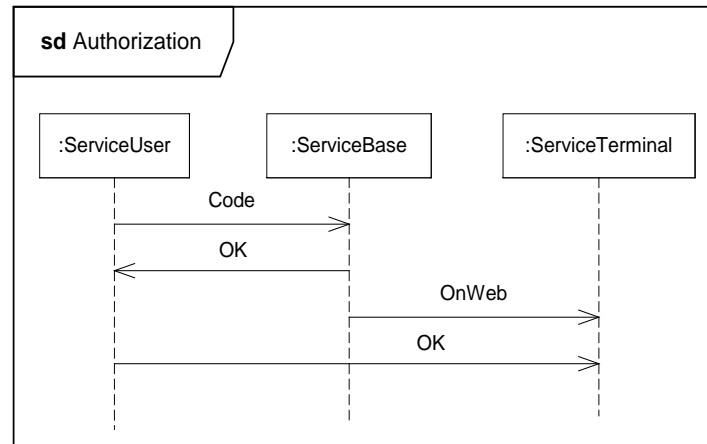 sd Authorization
:ServiceUser
:ServiceBase
:ServiceTerminal
Code
OK
OnWeb
OK